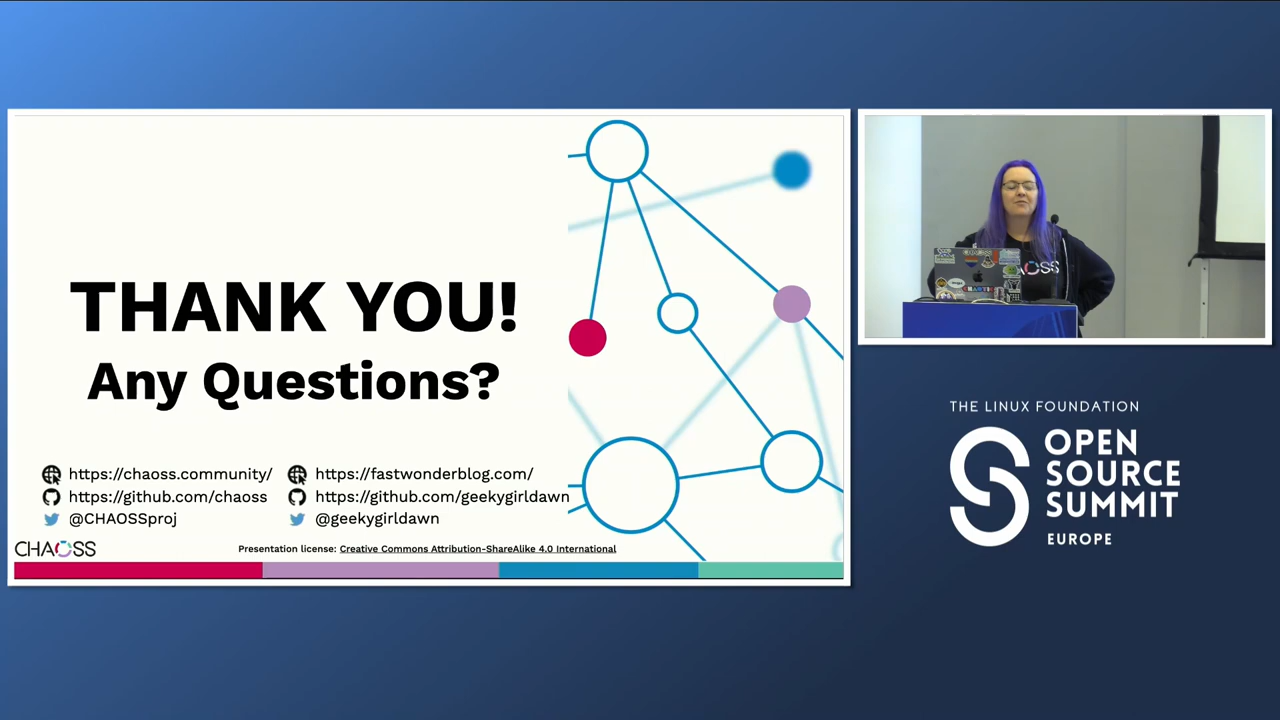 THANK YOU!
Any Questions?
https://chaoss.community/
https://fastwonderblog.com/
https://github.com/chaoss
https://github.com/geekygirldawn
@CHAOSSproj
@geekygirldawn
CHAOSS
Presentation license: Creative Commons Attribution-ShareAlike 4.0 International
THE LINUX FOUNDATION
OPEN
SOURCE
SUMMIT
EUROPE